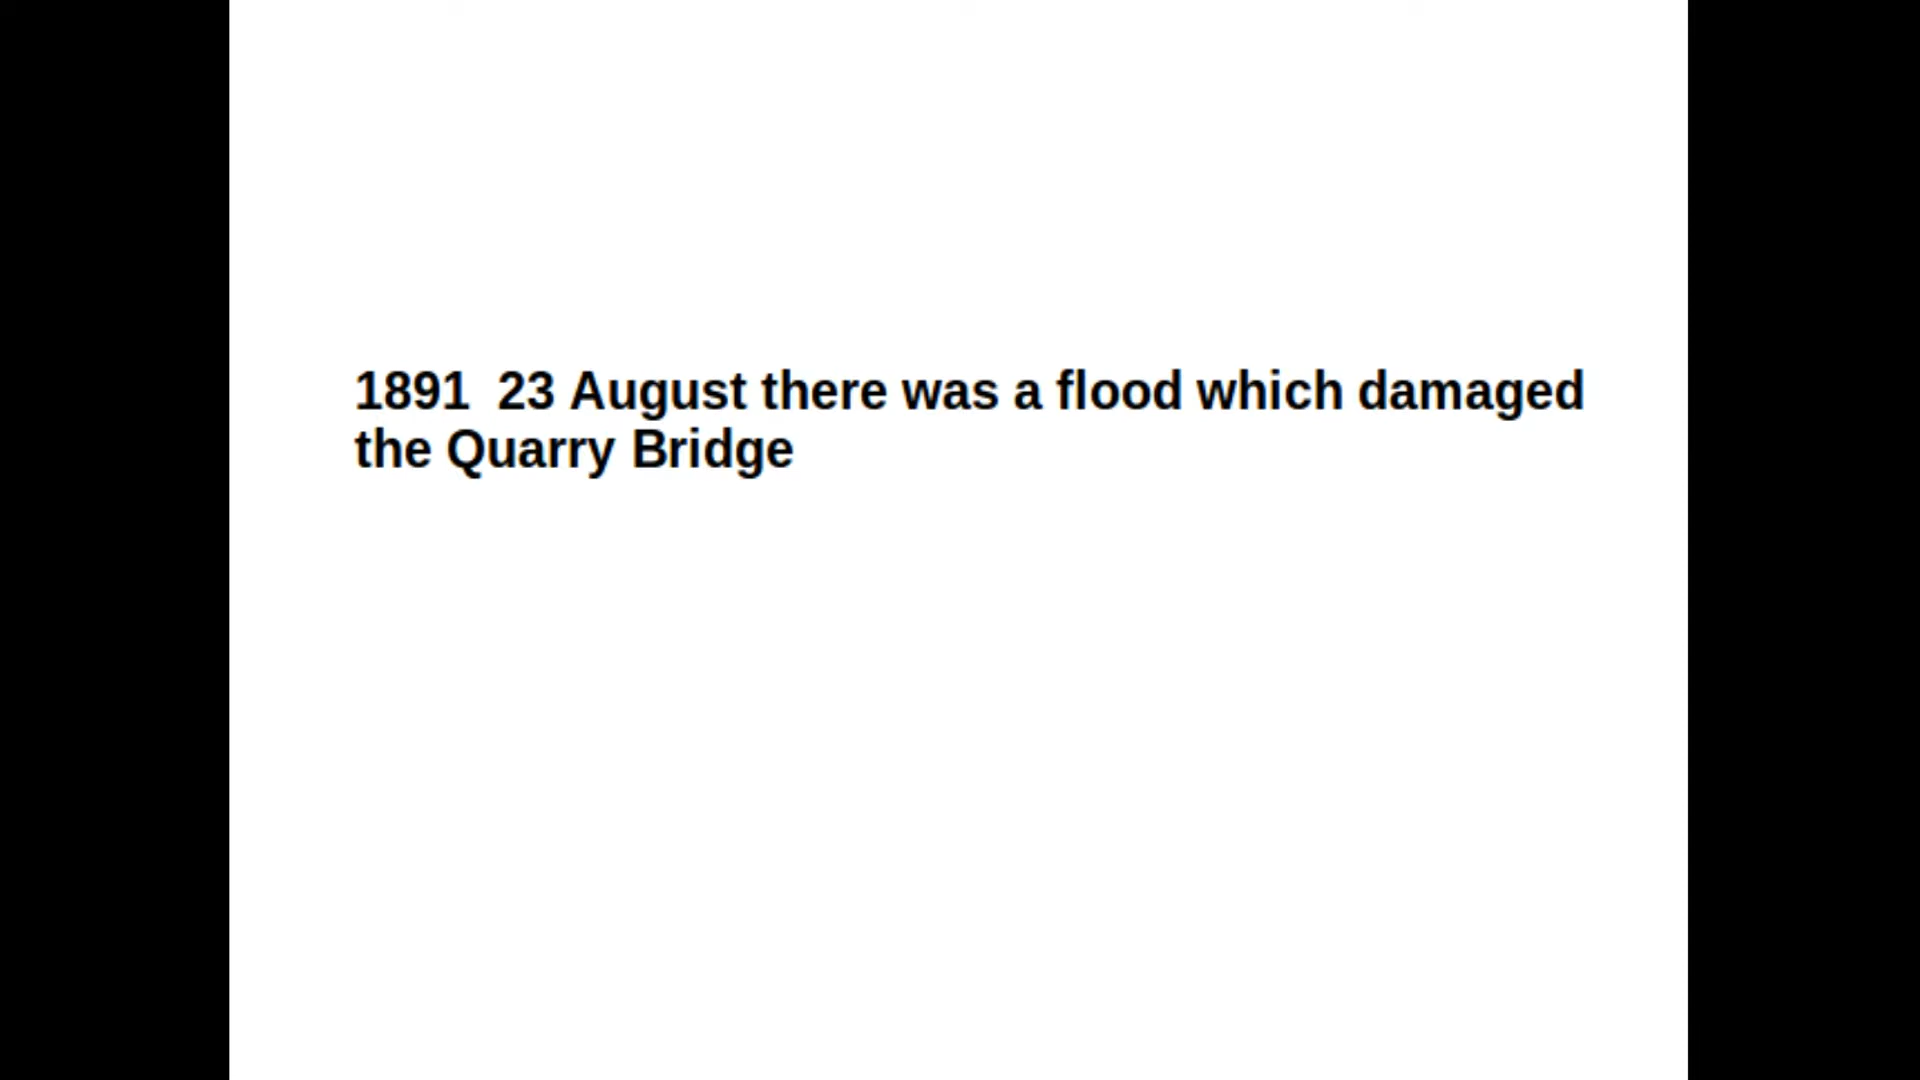 1891  23 August there was a flood which damaged
the Quarry Bridge